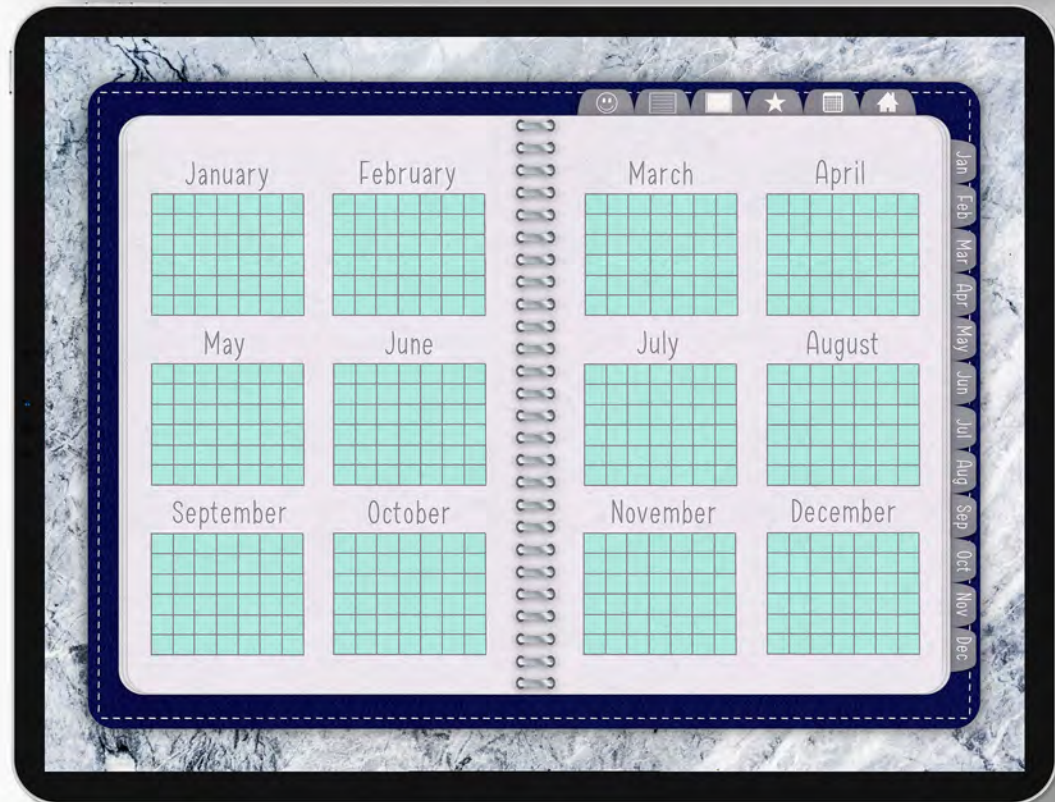 January February March April
May June July August
September October November December
Jan
Feb
Mar
Apr
May
Jun
Jul
Aug
Sep
Oct
Nov
Dec